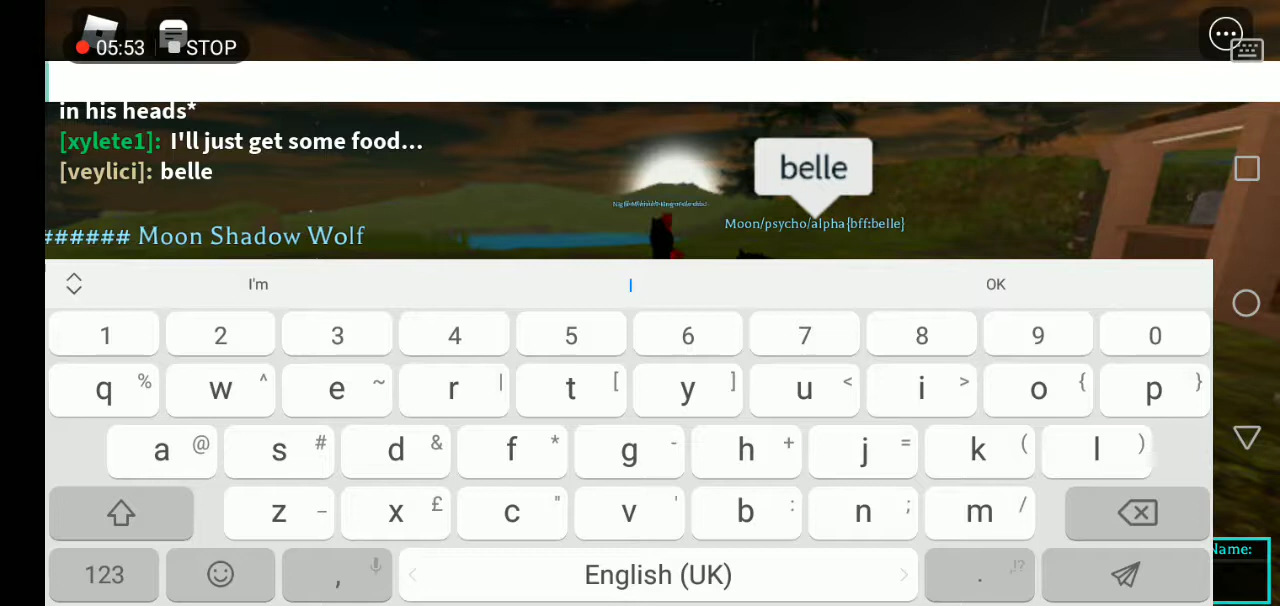 05:53 STOP
in his heads*
[xylete1]: I'll just get some food...
[veylici]: belle
belle
Moon/psycho/alpha{bff:belle}
###### Moon Shadow Wolf
I'm OK
1 2 3 4 5 6 7 8 9 0
q % w ^ e ~ r | t [ y ] u < i > o { p }
a @ s # d & f * g - h + j = k ( l )
z _ x £ c " v ' b : n ; m /
123 , English (UK) . ,!?
Name: